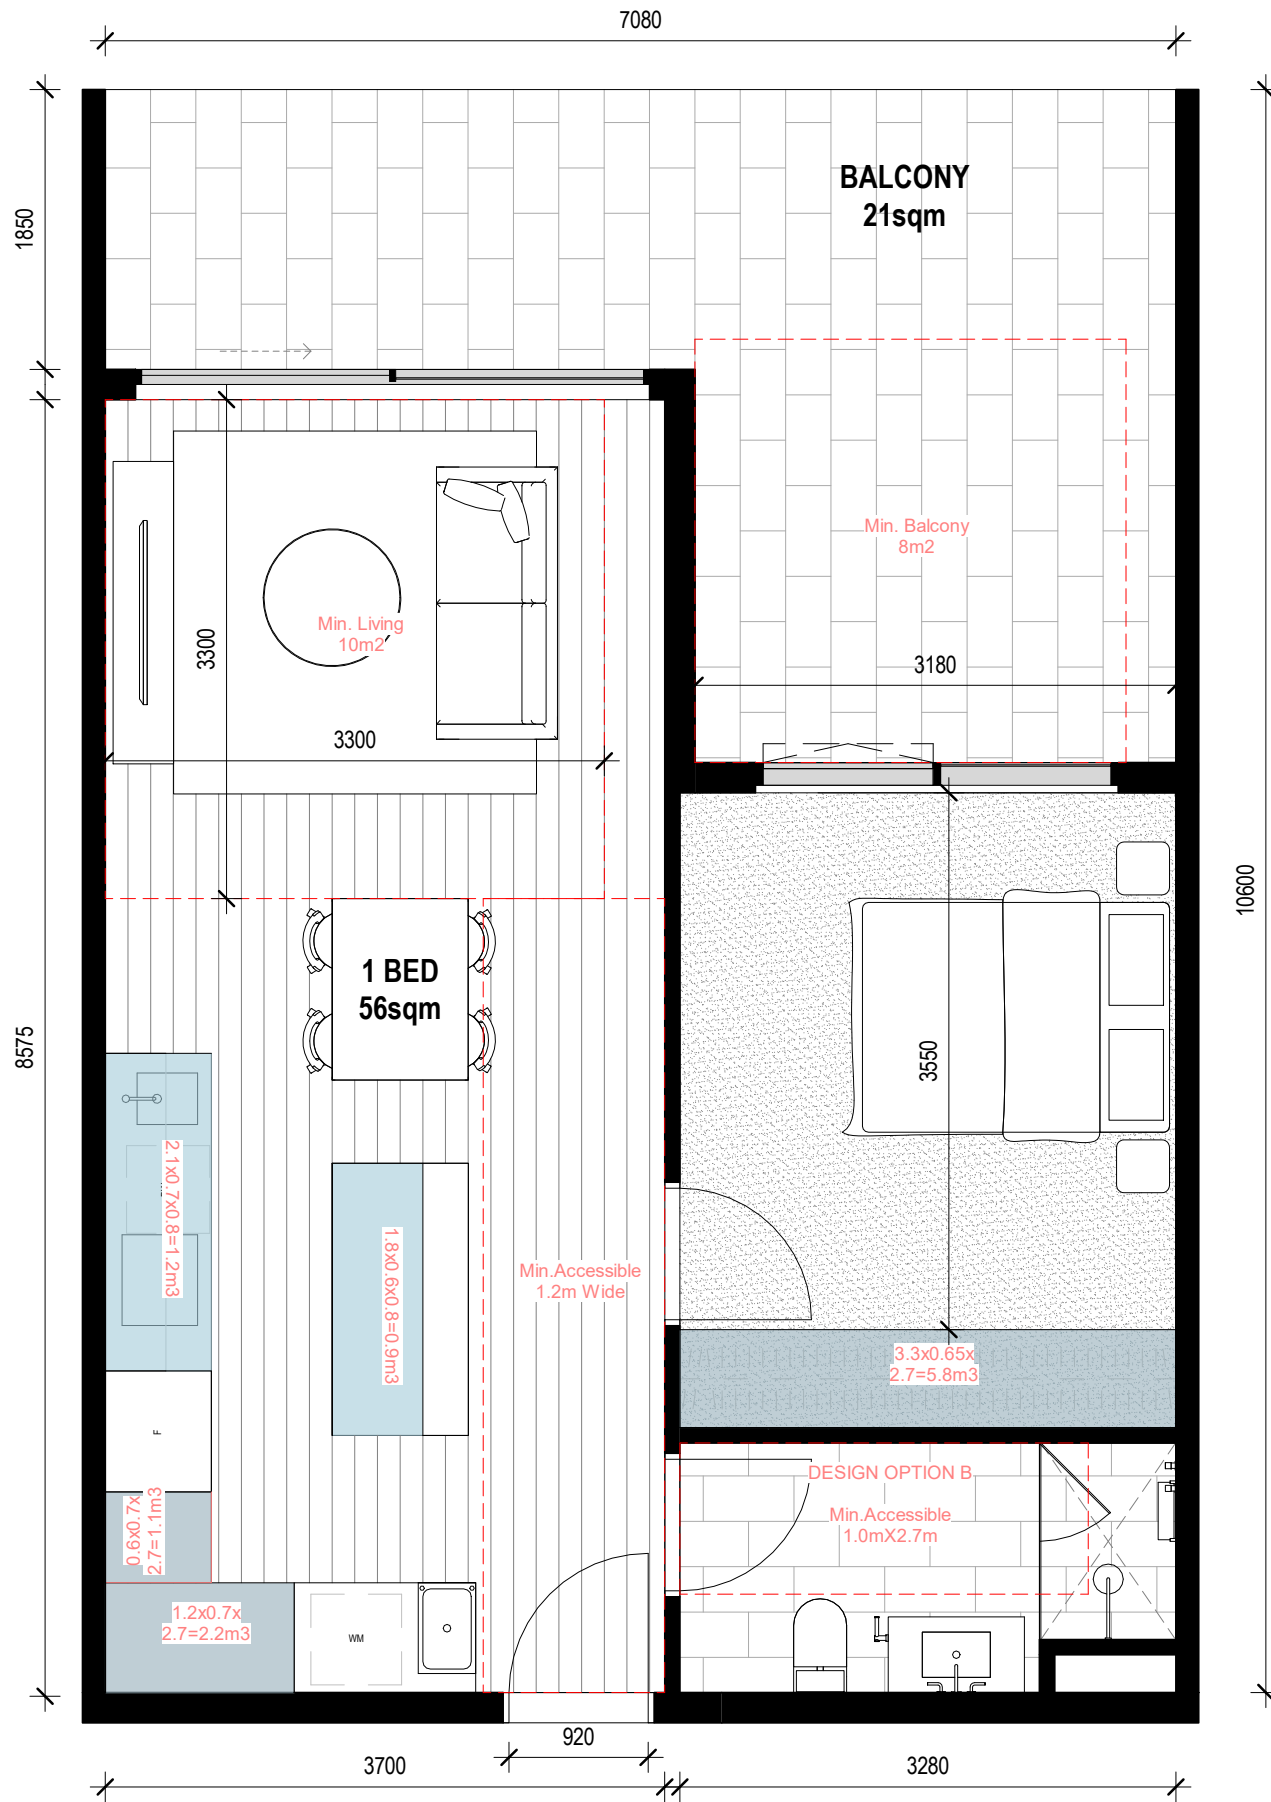 7080
BALCONY
21sqm
1850
Min. Balcony
8m2
Min. Living
10m2
3300
3180
3300
10600
1 BED
56sqm
8575
3550
2.1x0.7x0.8=1.2m3
1.8x0.6x0.8=0.9m3
Min.Accessible
1.2m Wide
3.3x0.65x
2.7=5.8m3
F
0.6x0.7x
2.7=1.1m3
DESIGN OPTION B
Min.Accessible
1.0mX2.7m
1.2x0.7x
2.7=2.2m3
WM
920
3700
3280